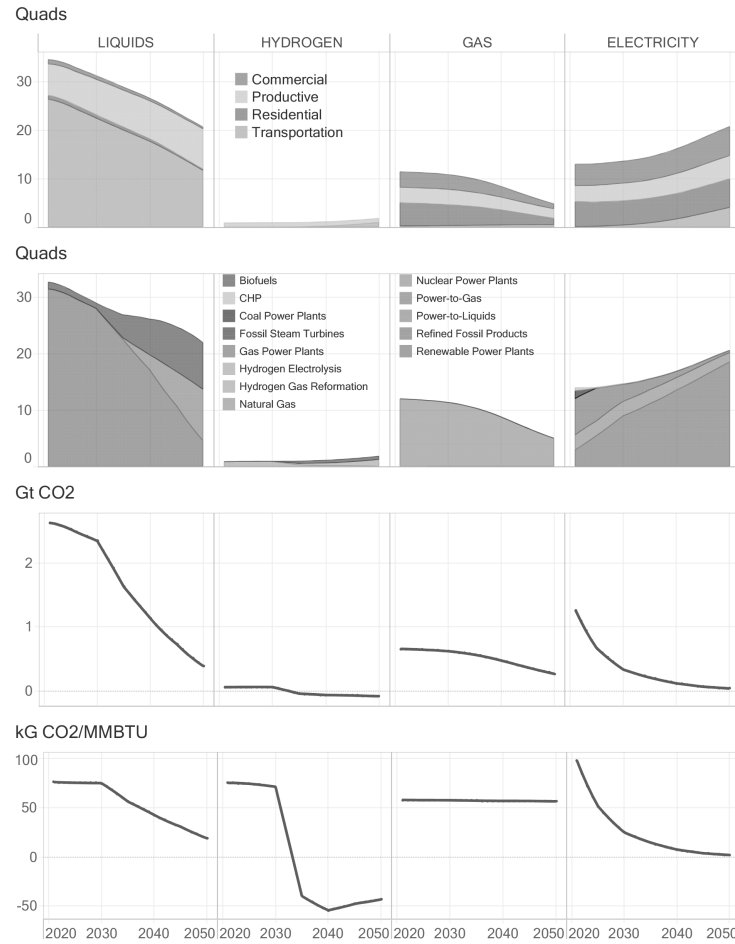 Quads
LIQUIDS HYDROGEN GAS ELECTRICITY
30
20
10
0
Commercial
Productive
Residential
Transportation
Quads
30
20
10
0
Biofuels
CHP
Coal Power Plants
Fossil Steam Turbines
Gas Power Plants
Hydrogen Electrolysis
Hydrogen Gas Reformation
Natural Gas
Nuclear Power Plants
Power-to-Gas
Power-to-Liquids
Refined Fossil Products
Renewable Power Plants
Gt CO2
2
1
0
kG CO2/MMBTU
100
50
0
-50
2020 2030 2040 2050 2020 2030 2040 2050 2020 2030 2040 2050 2020 2030 2040 2050